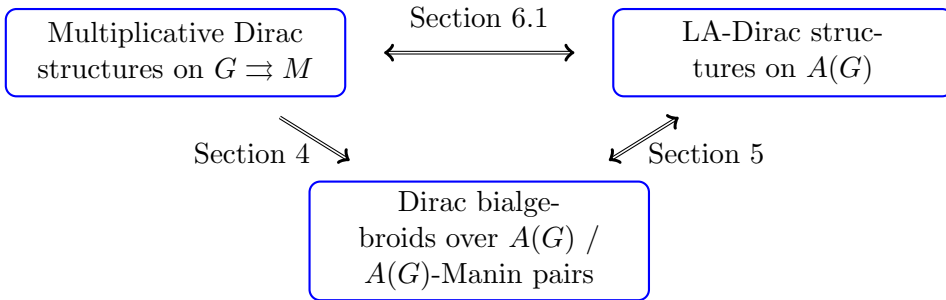 Section 6.1
Multiplicative Dirac
structures on $G \rightrightarrows M$
LA-Dirac struc-
tures on $A(G)$
Section 4
Section 5
Dirac bialge-
broids over $A(G)$ /
$A(G)$-Manin pairs